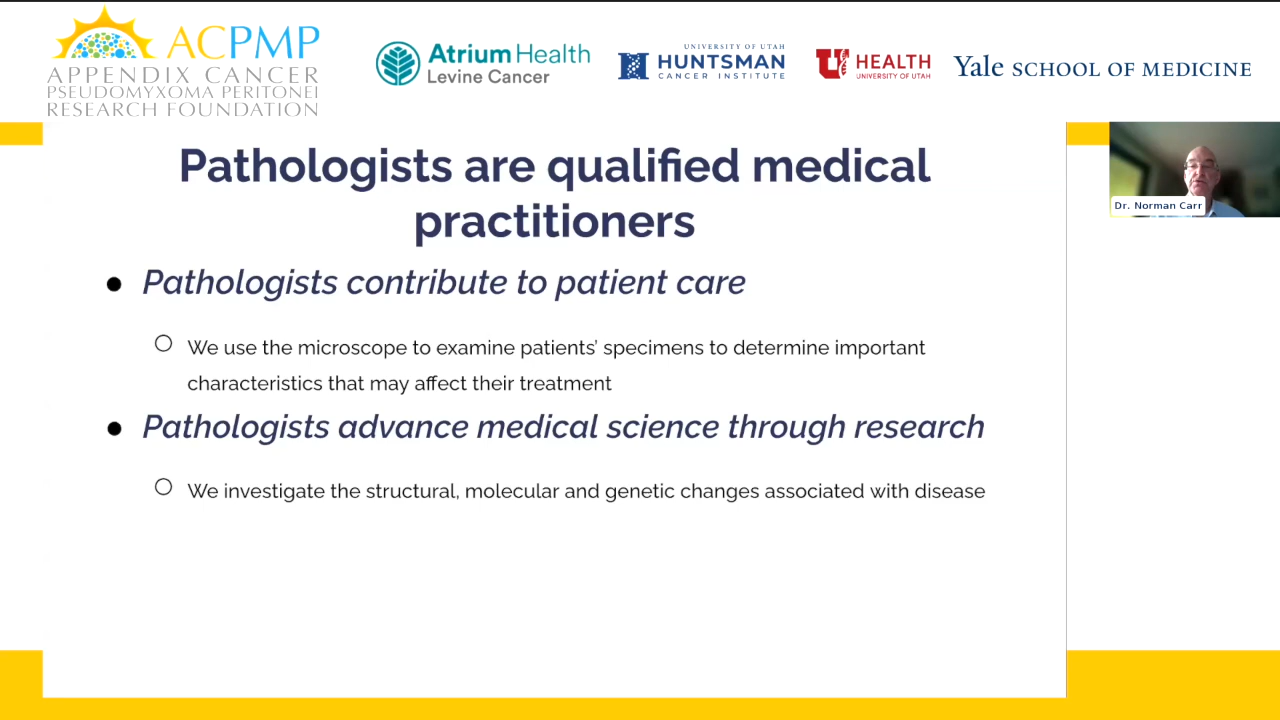 ACPMP
APPENDIX CANCER
PSEUDOMYXOMA PERITONEI
RESEARCH FOUNDATION
Atrium Health
Levine Cancer
UNIVERSITY OF UTAH
HUNTSMAN
CANCER INSTITUTE
U HEALTH
UNIVERSITY OF UTAH
Yale SCHOOL OF MEDICINE
Pathologists are qualified medical
practitioners
Dr. Norman Carr
● Pathologists contribute to patient care
○ We use the microscope to examine patients’ specimens to determine important
characteristics that may affect their treatment
● Pathologists advance medical science through research
○ We investigate the structural, molecular and genetic changes associated with disease